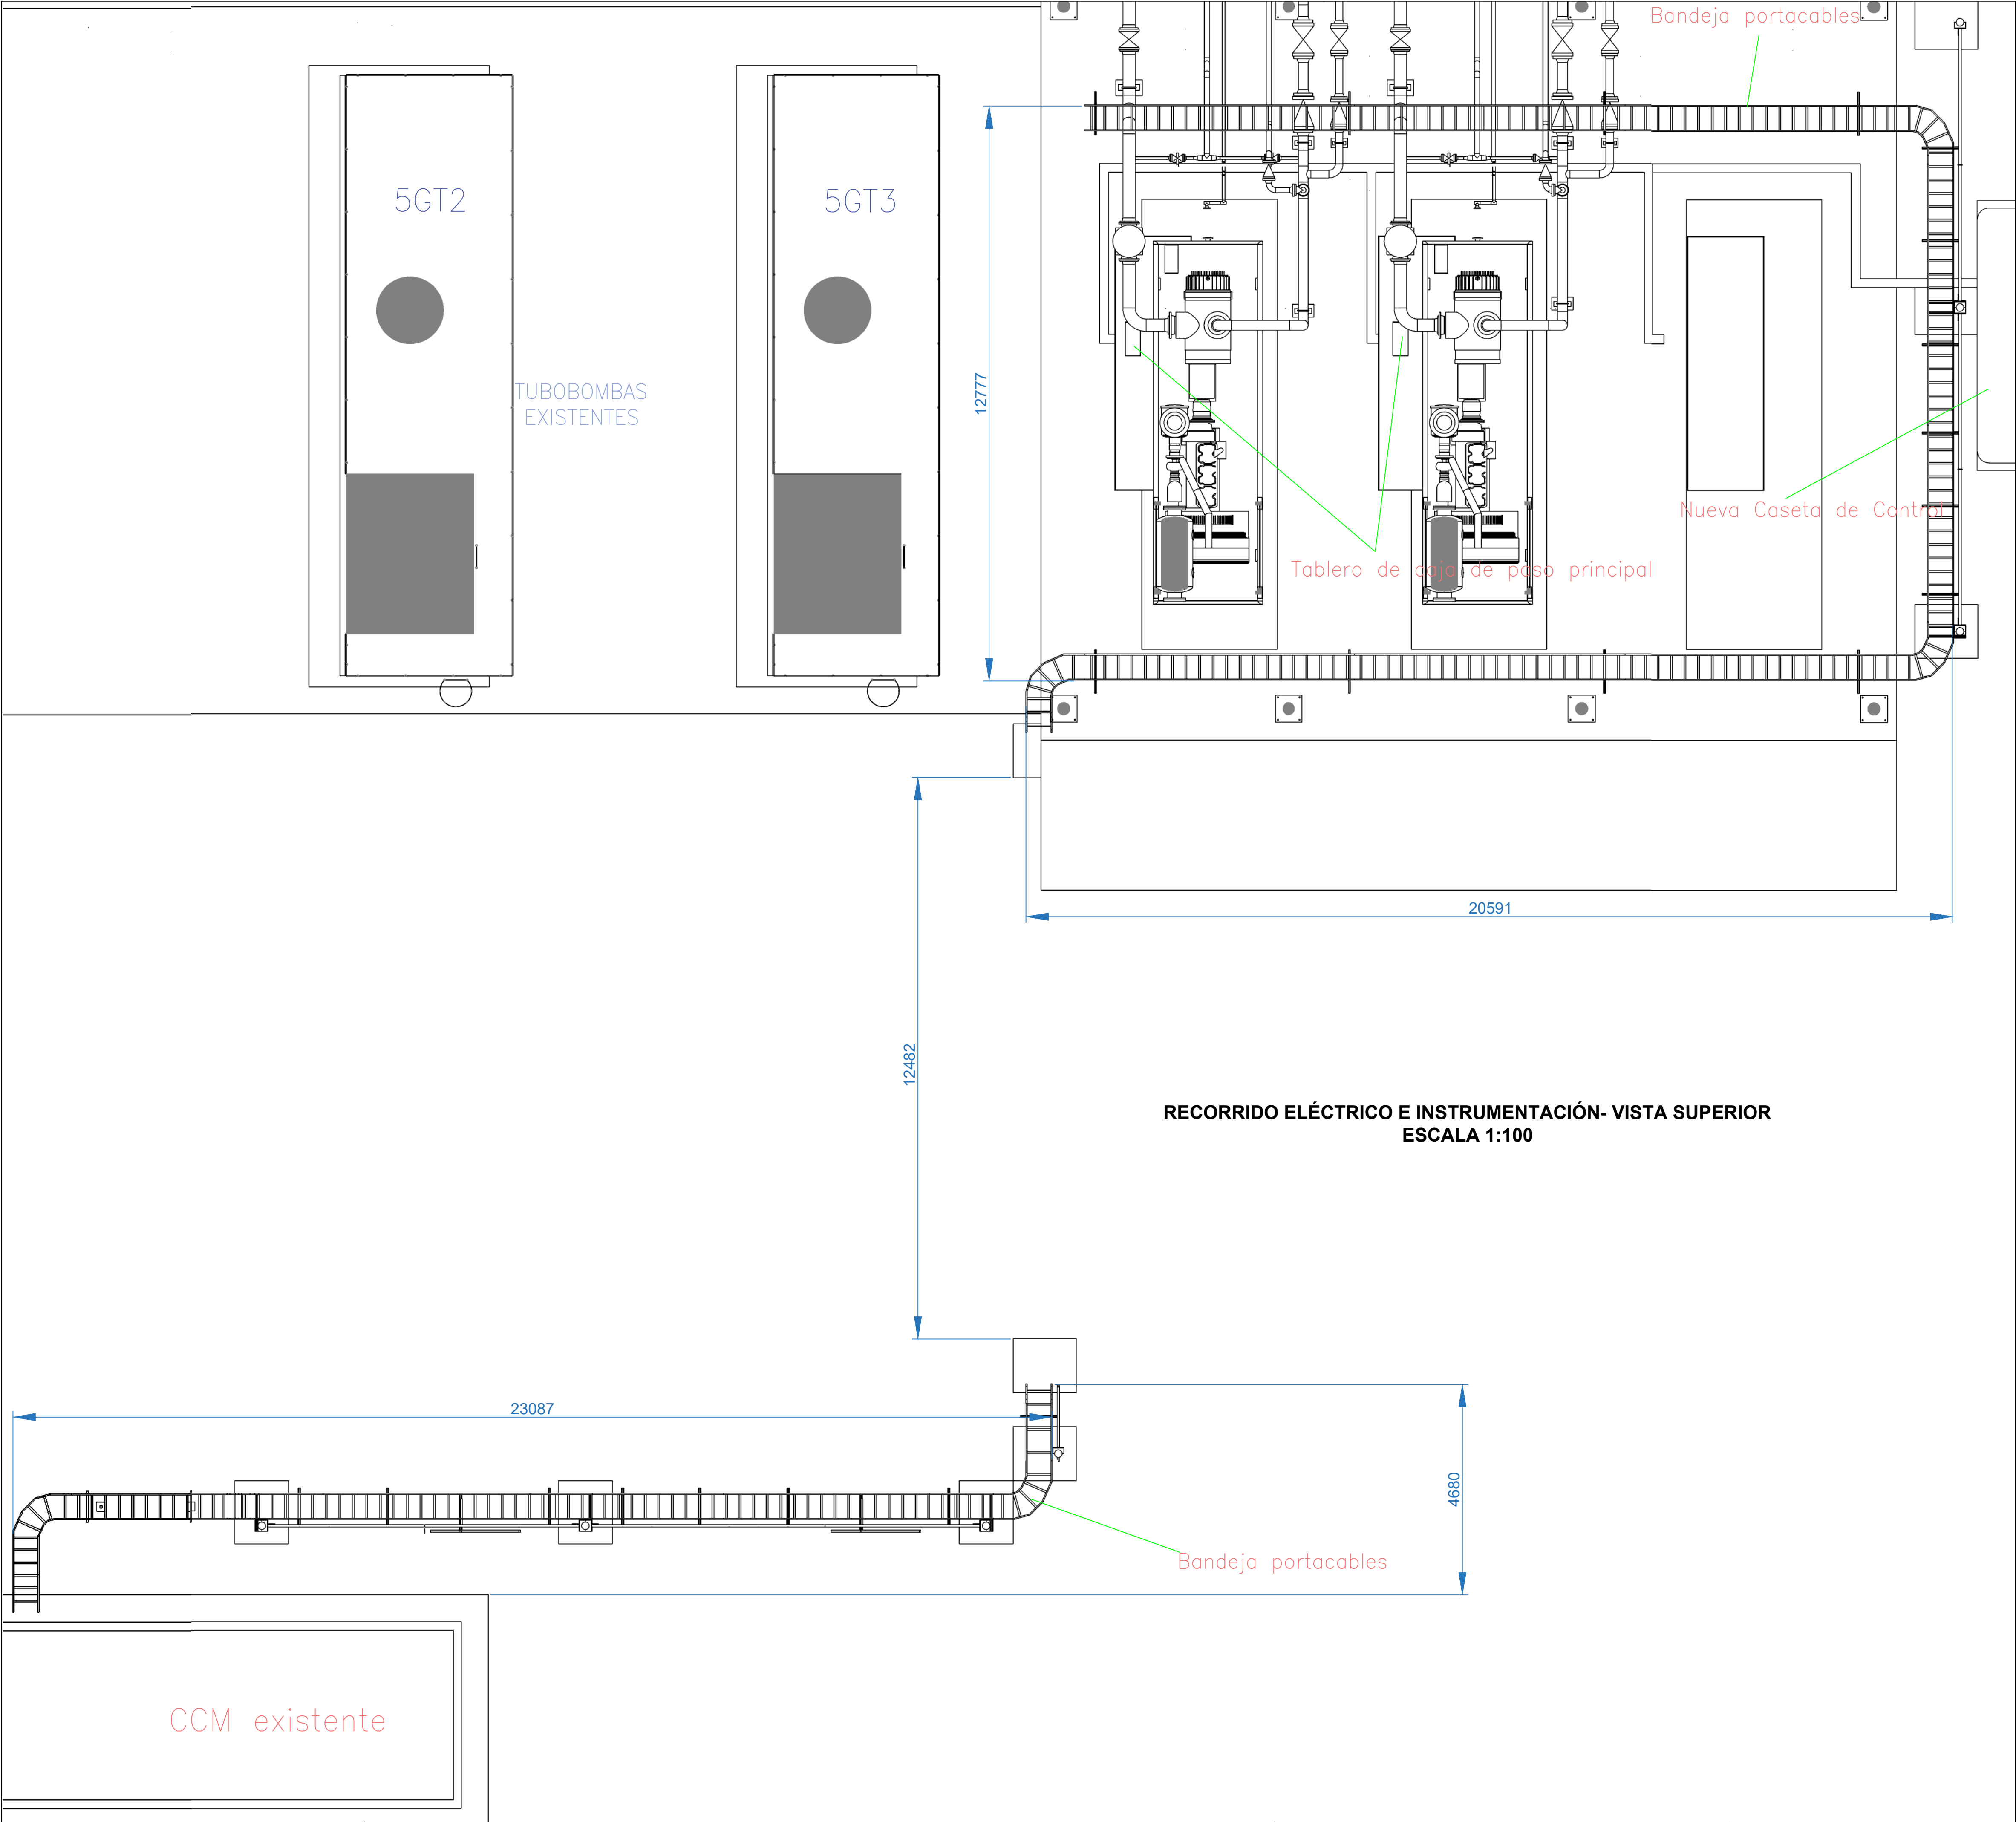 Bandeja portacables
5GT2
5GT3
TUBOBOMBAS
EXISTENTES
12777
Nueva Caseta de Control
Tablero de caja de paso principal
20591
12482
RECORRIDO ELÉCTRICO E INSTRUMENTACIÓN- VISTA SUPERIOR
ESCALA 1:100
23087
4680
Bandeja portacables
CCM existente